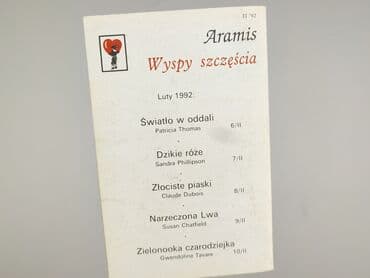 II '92
Aramis
Wyspy szczęścia
Luty 1992:
Światło w oddali
Patricia Thomas
6/II
Dzikie róże
Sandra Phillipson
7/II
Złociste piaski
Claude Dubois
8/II
Narzeczona Lwa
Susan Chatfield
9/II
Zielonooka czarodziejka
Gwendoline Tavare
10/II